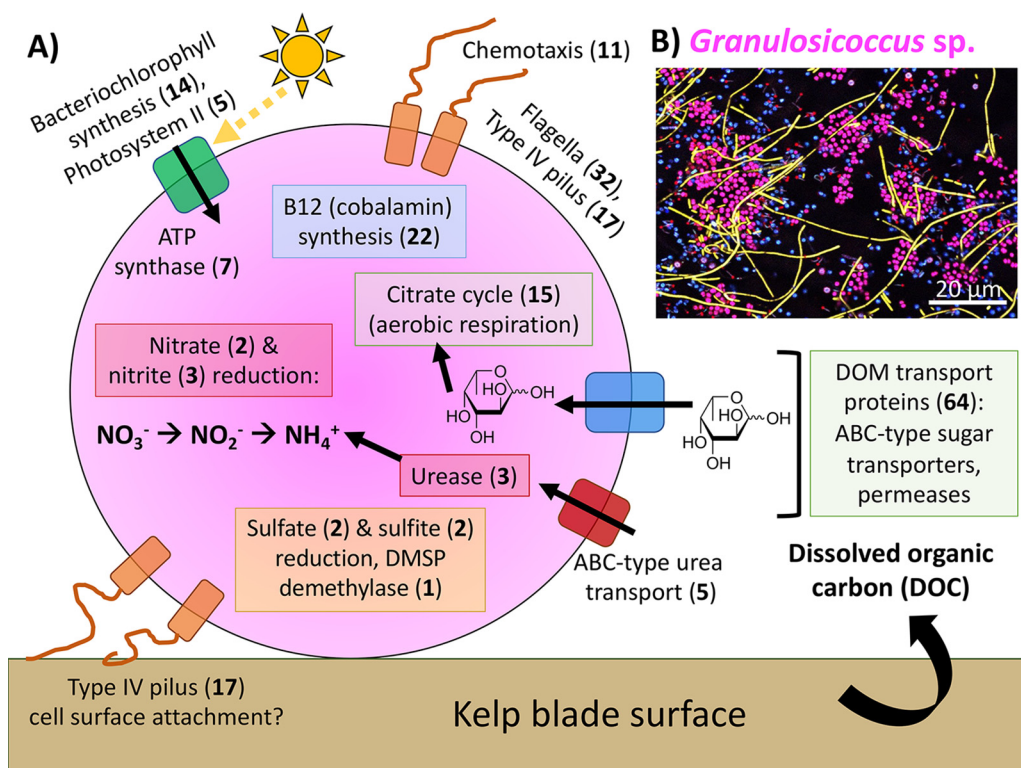 A)
Bacteriochlorophyll
synthesis (14),
Photosystem II (5)
Chemotaxis (11)
Flagella (32),
Type IV pilus (17)
ATP
synthase (7)
B12 (cobalamin)
synthesis (22)
Citrate cycle (15)
(aerobic respiration)
Nitrate (2) &
nitrite (3) reduction:
NO₃⁻ → NO₂⁻ → NH₄⁺
Urease (3)
O
HO
OH
HO
OH
O
HO
OH
HO
OH
Sulfate (2) & sulfite (2)
reduction, DMSP
demethylase (1)
ABC-type urea
transport (5)
Type IV pilus (17)
cell surface attachment?
Kelp blade surface
B) Granulosicoccus sp.
20 µm
DOM transport
proteins (64):
ABC-type sugar
transporters,
permeases
Dissolved organic
carbon (DOC)